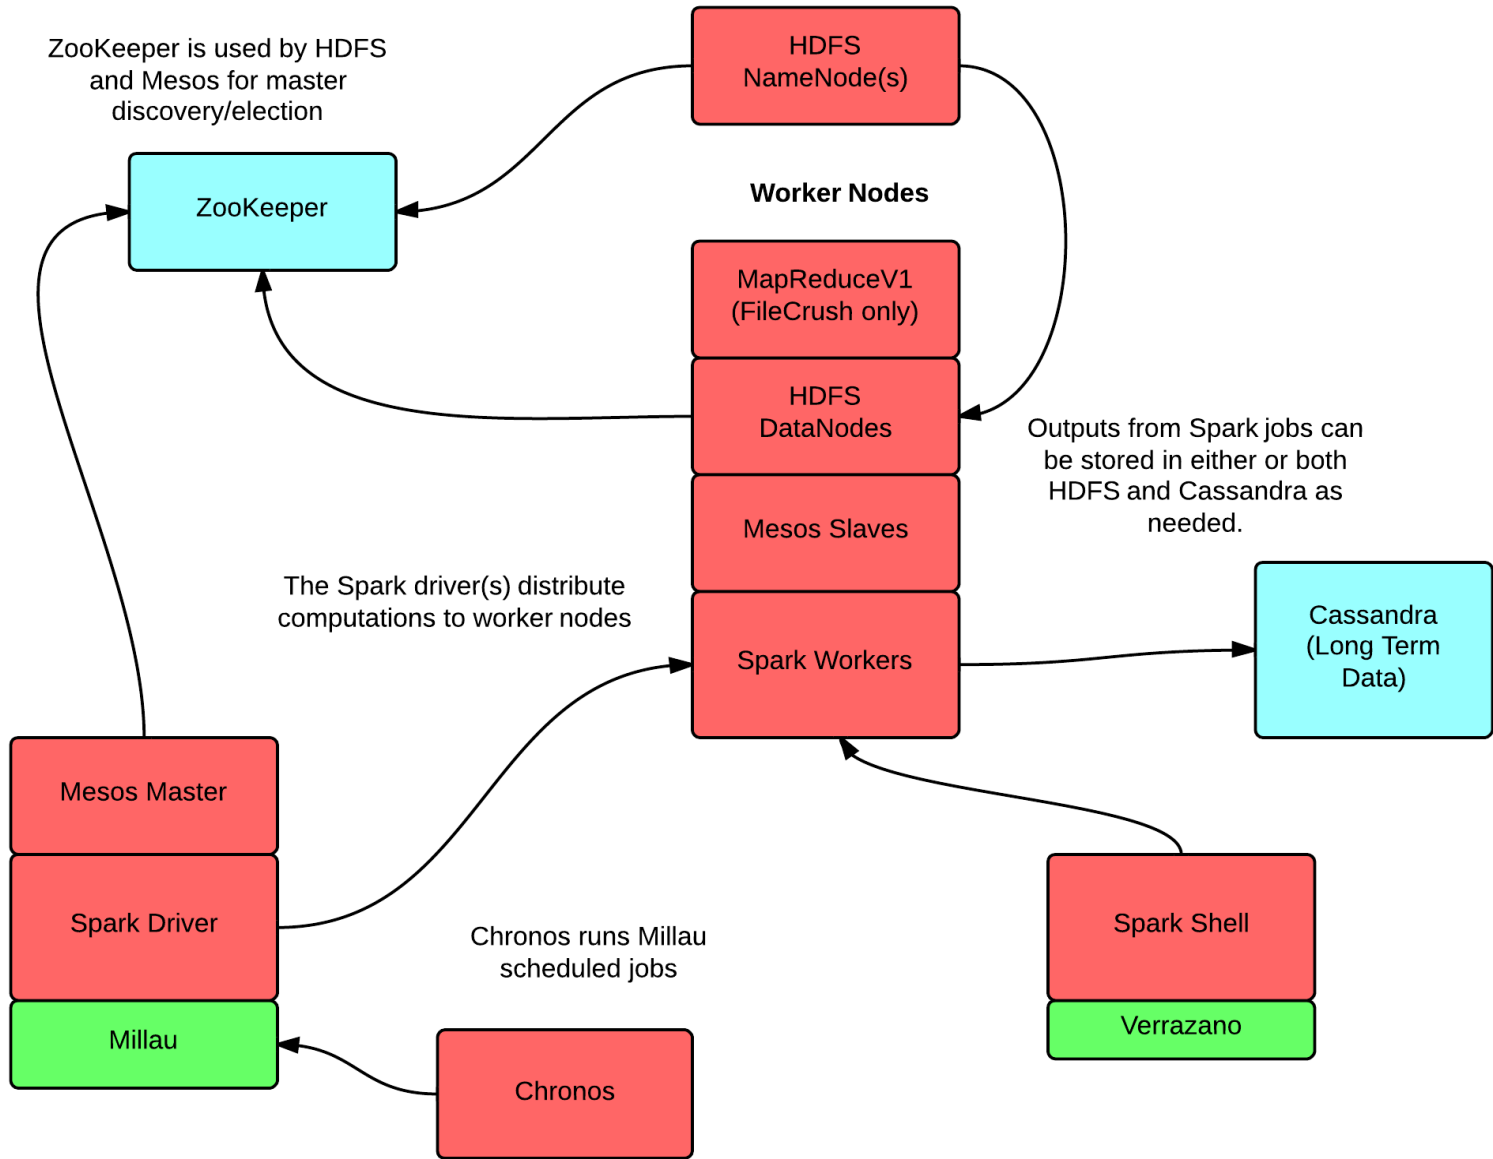 ZooKeeper is used by HDFS
and Mesos for master
discovery/election
HDFS
NameNode(s)
ZooKeeper
Worker Nodes
MapReduceV1
(FileCrush only)
HDFS
DataNodes
Outputs from Spark jobs can
be stored in either or both
HDFS and Cassandra as
needed.
Mesos Slaves
The Spark driver(s) distribute
computations to worker nodes
Spark Workers
Cassandra
(Long Term
Data)
Mesos Master
Spark Driver
Millau
Chronos runs Millau
scheduled jobs
Chronos
Spark Shell
Verrazano